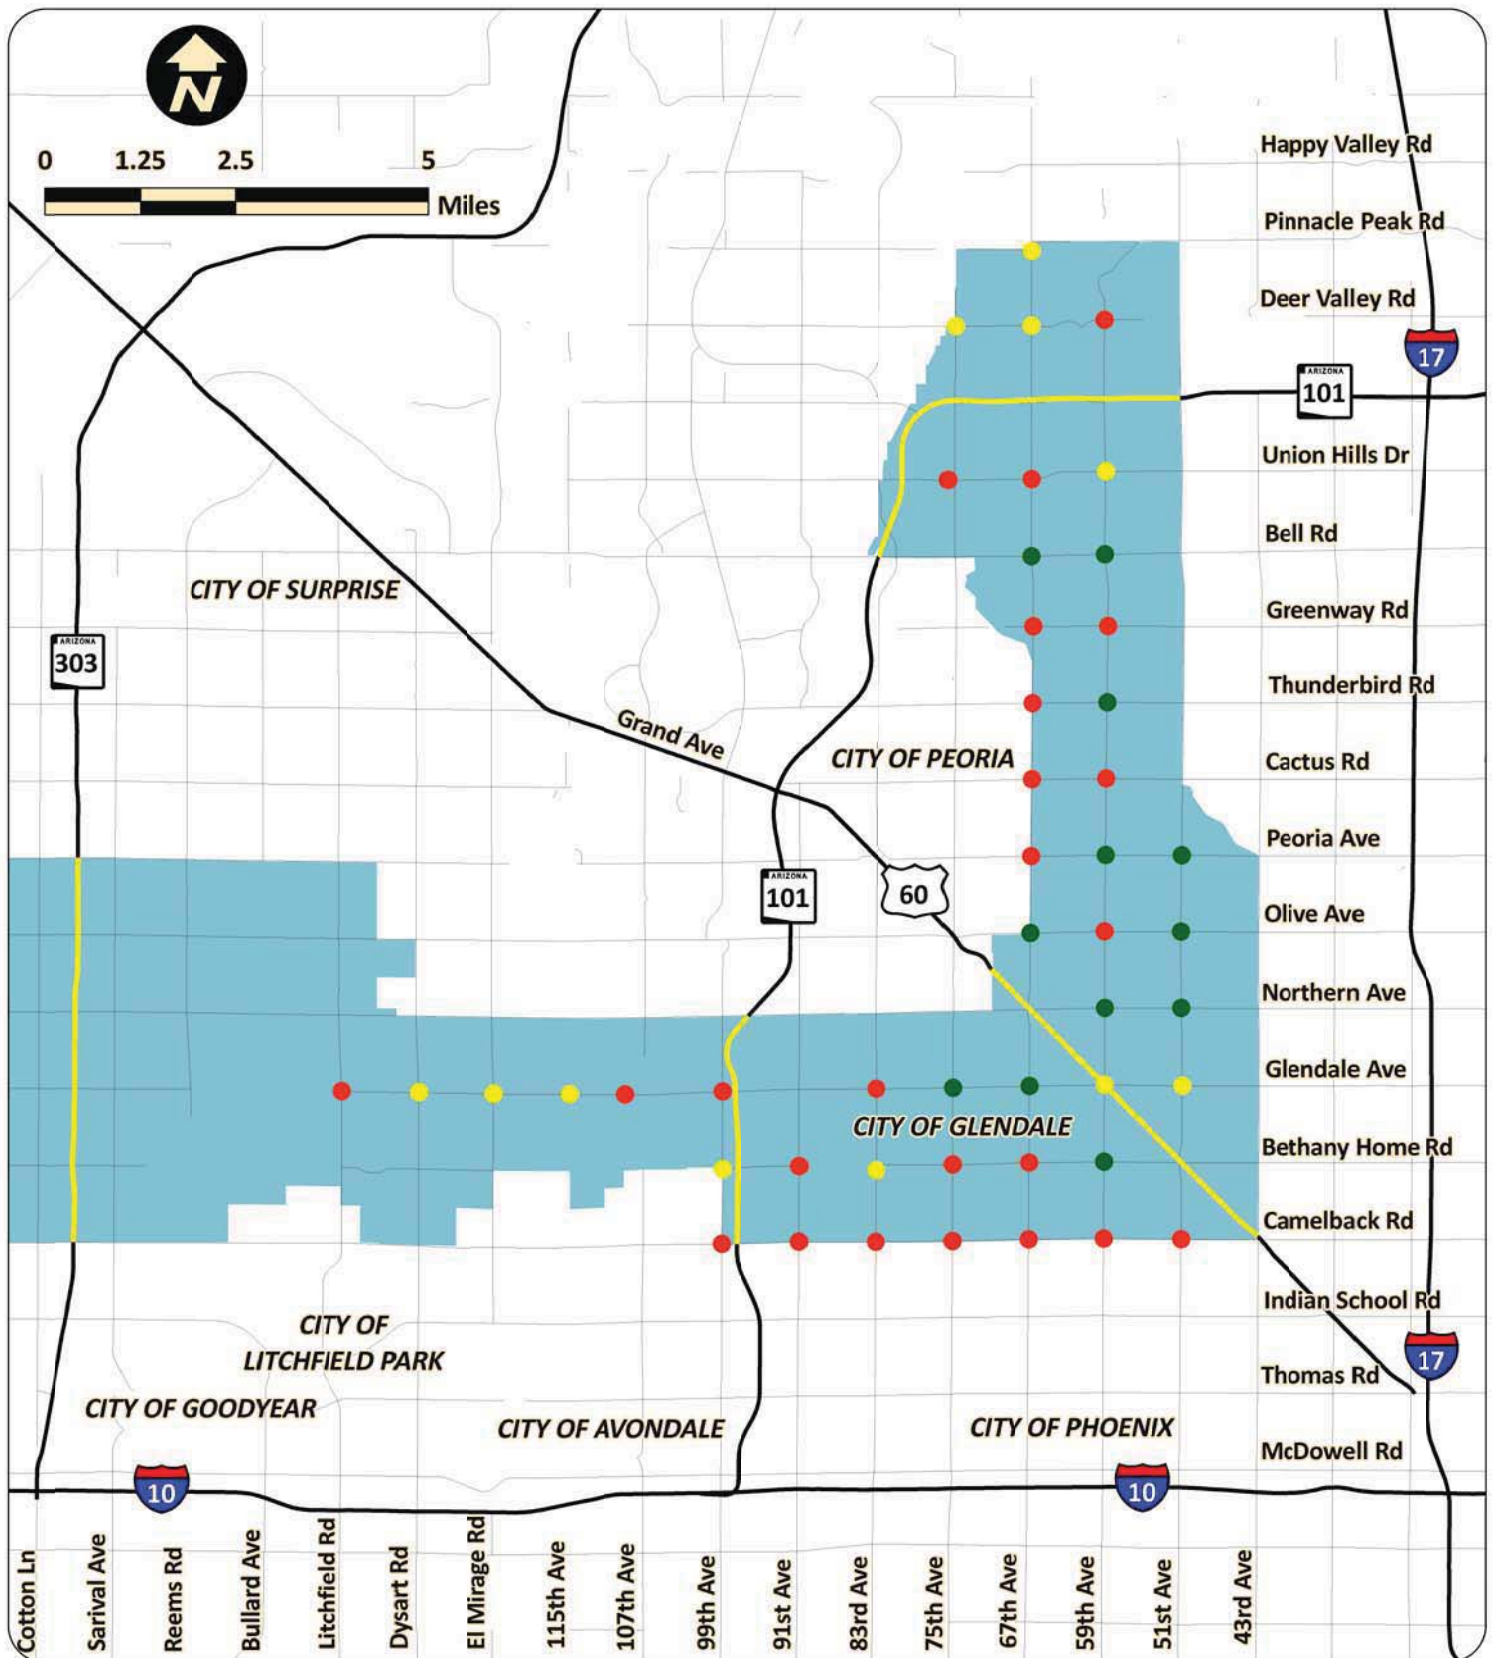 N
0 1.25 2.5 5
Miles
Happy Valley Rd
Pinnacle Peak Rd
Deer Valley Rd
17
ARIZONA
101
Union Hills Dr
Bell Rd
CITY OF SURPRISE
Greenway Rd
ARIZONA
303
Thunderbird Rd
Grand Ave
CITY OF PEORIA
Cactus Rd
Peoria Ave
ARIZONA
101
60
Olive Ave
Northern Ave
Glendale Ave
CITY OF GLENDALE
Bethany Home Rd
Camelback Rd
Indian School Rd
CITY OF
LITCHFIELD PARK
17
Thomas Rd
CITY OF GOODYEAR
CITY OF AVONDALE
CITY OF PHOENIX
McDowell Rd
10
10
Cotton Ln
Sarival Ave
Reems Rd
Bullard Ave
Litchfield Rd
Dysart Rd
El Mirage Rd
115th Ave
107th Ave
99th Ave
91st Ave
83rd Ave
75th Ave
67th Ave
59th Ave
51st Ave
43rd Ave